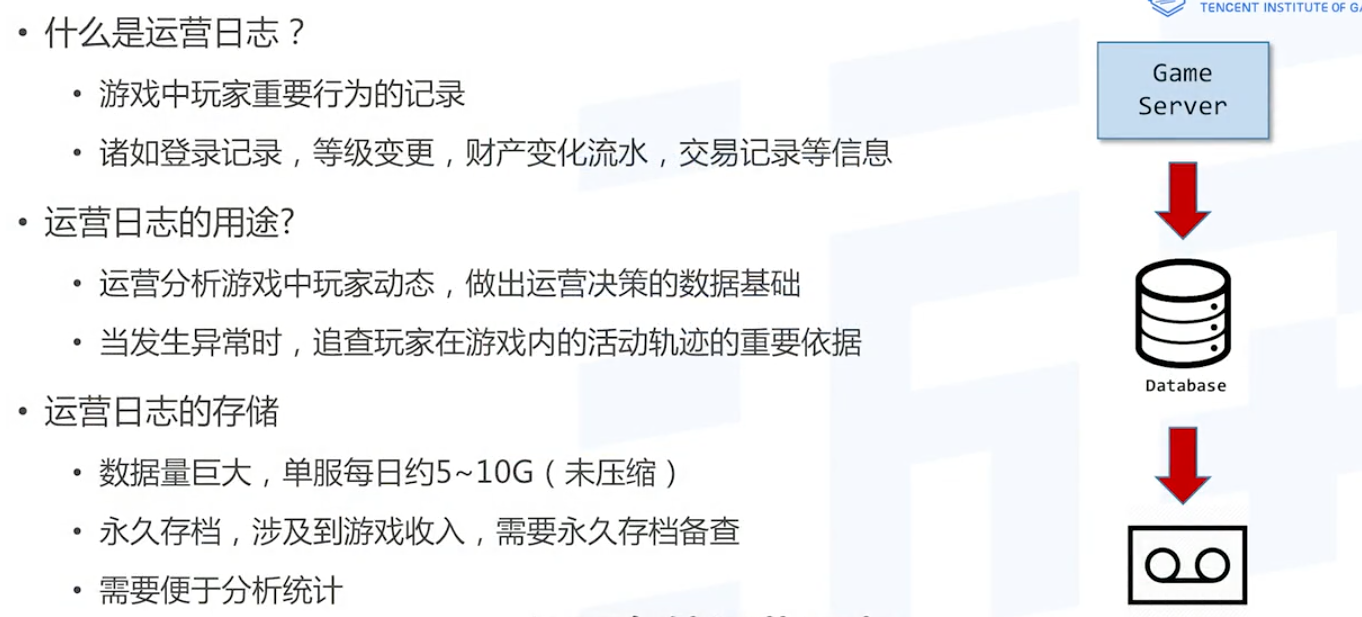 • 什么是运营日志？
• 游戏中玩家重要行为的记录
• 诸如登录记录，等级变更，财产变化流水，交易记录等信息
• 运营日志的用途?
• 运营分析游戏中玩家动态，做出运营决策的数据基础
• 当发生异常时，追查玩家在游戏内的活动轨迹的重要依据
• 运营日志的存储
• 数据量巨大，单服每日约5~10G（未压缩）
• 永久存档，涉及到游戏收入，需要永久存档备查
• 需要便于分析统计
TENCENT INSTITUTE OF GA
Game
Server
Database